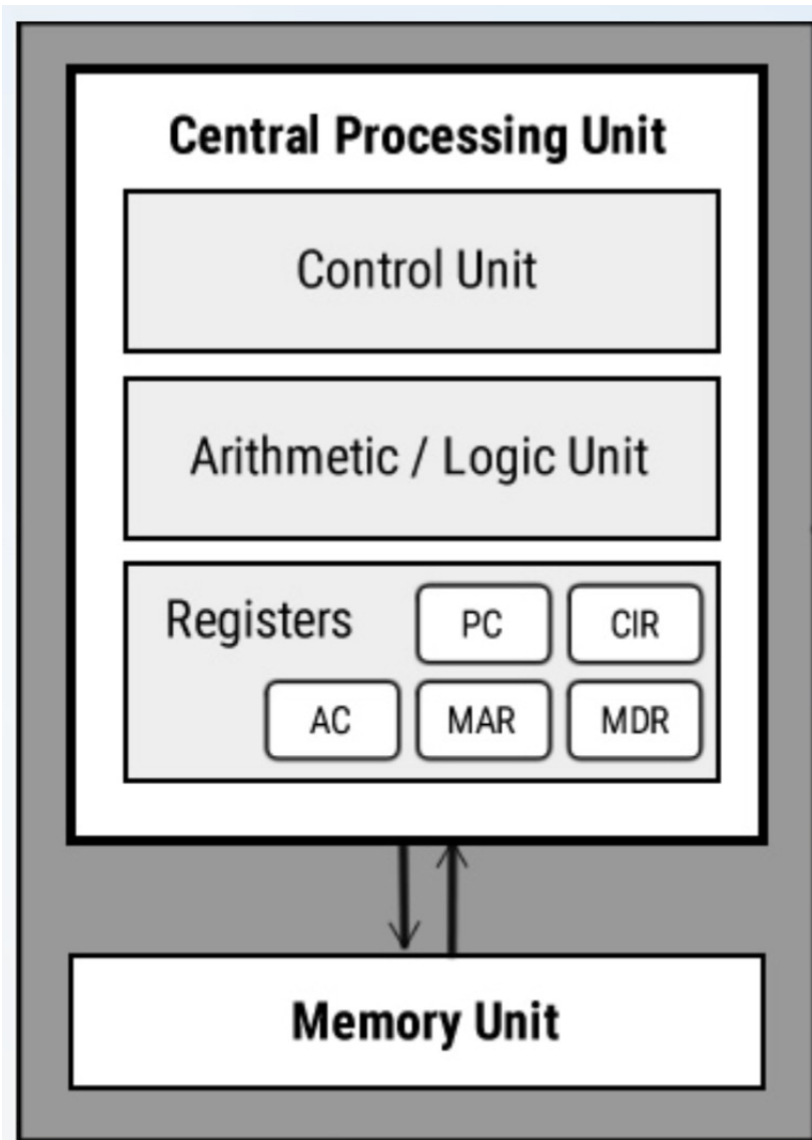 Central Processing Unit
Control Unit
Arithmetic / Logic Unit
Registers PC CIR
AC MAR MDR
Memory Unit